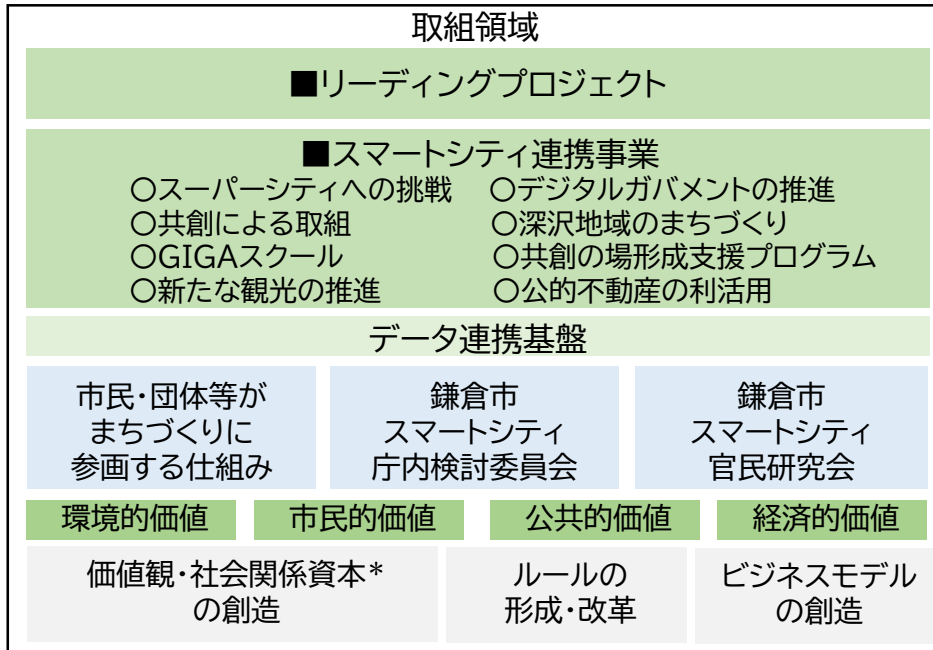 取組領域
■リーディングプロジェクト
■スマートシティ連携事業
〇スーパーシティへの挑戦 〇デジタルガバメントの推進
〇共創による取組 〇深沢地域のまちづくり
〇GIGAスクール 〇共創の場形成支援プログラム
〇新たな観光の推進 〇公的不動産の利活用
データ連携基盤
市民・団体等が
まちづくりに
参画する仕組み
鎌倉市
スマートシティ
庁内検討委員会
鎌倉市
スマートシティ
官民研究会
環境的価値 市民的価値 公共的価値 経済的価値
価値観・社会関係資本*
の創造
ルールの
形成・改革
ビジネスモデル
の創造